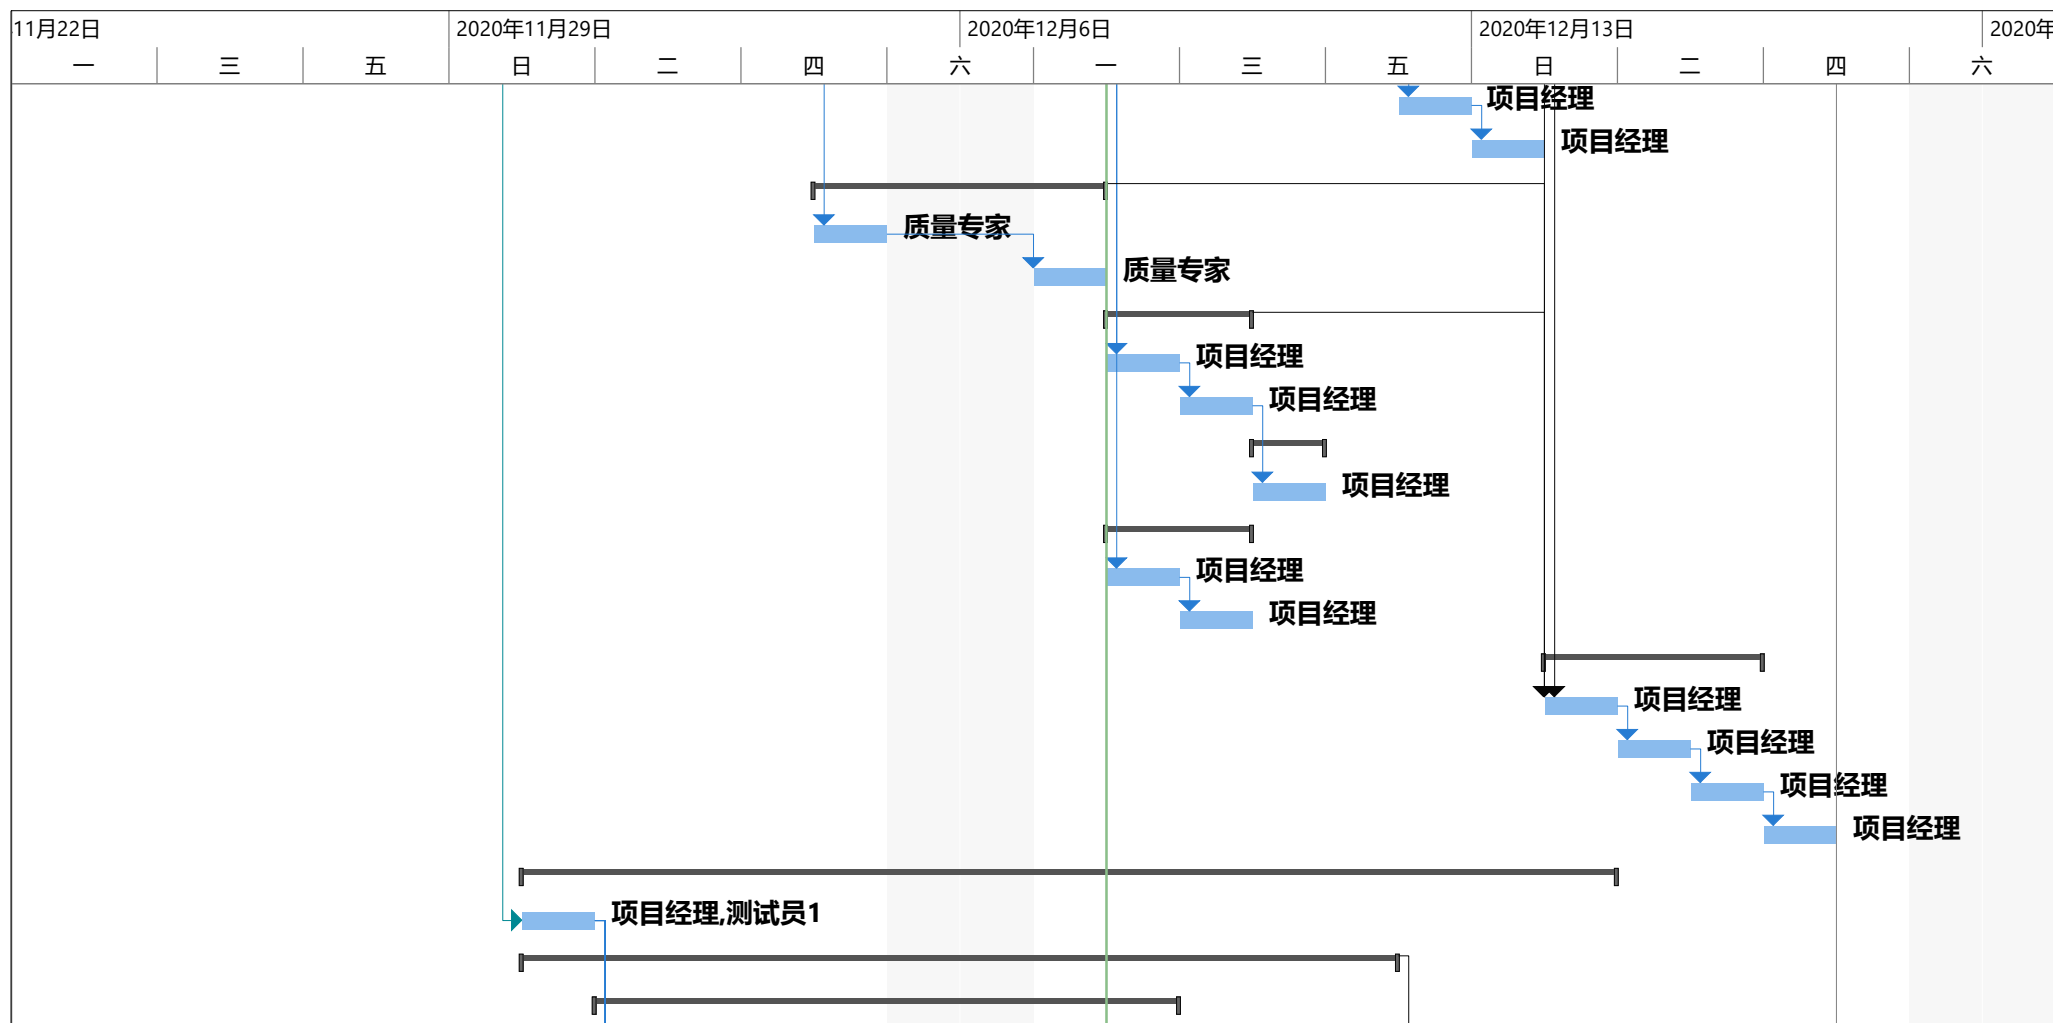 11月22日 2020年11月29日 2020年12月6日 2020年12月13日 2020年
一 三 五 日 二 四 六 一 三 五 日 二 四 六
项目经理
项目经理
质量专家
质量专家
项目经理
项目经理
项目经理
项目经理
项目经理
项目经理
项目经理
项目经理
项目经理
项目经理,测试员1